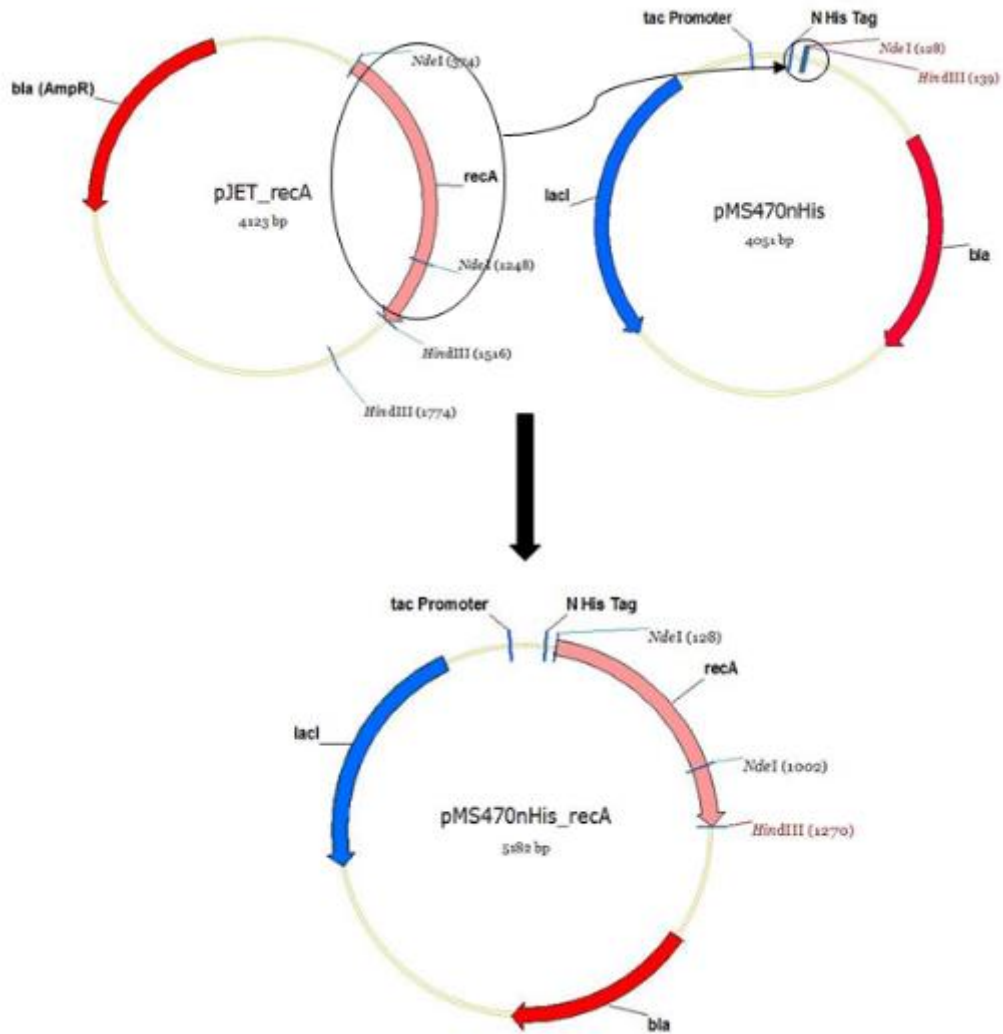 tac Promoter
N His Tag
NdeI (128)
HindIII (139)
bla (AmpR)
NdeI (374)
recA
pJET_recA
4123 bp
NdeI (1248)
HindIII (1516)
HindIII (1774)
lacI
pMS470nHis
4051 bp
bla
tac Promoter
N His Tag
NdeI (128)
recA
lacI
NdeI (1002)
pMS470nHis_recA
5182 bp
HindIII (1270)
bla